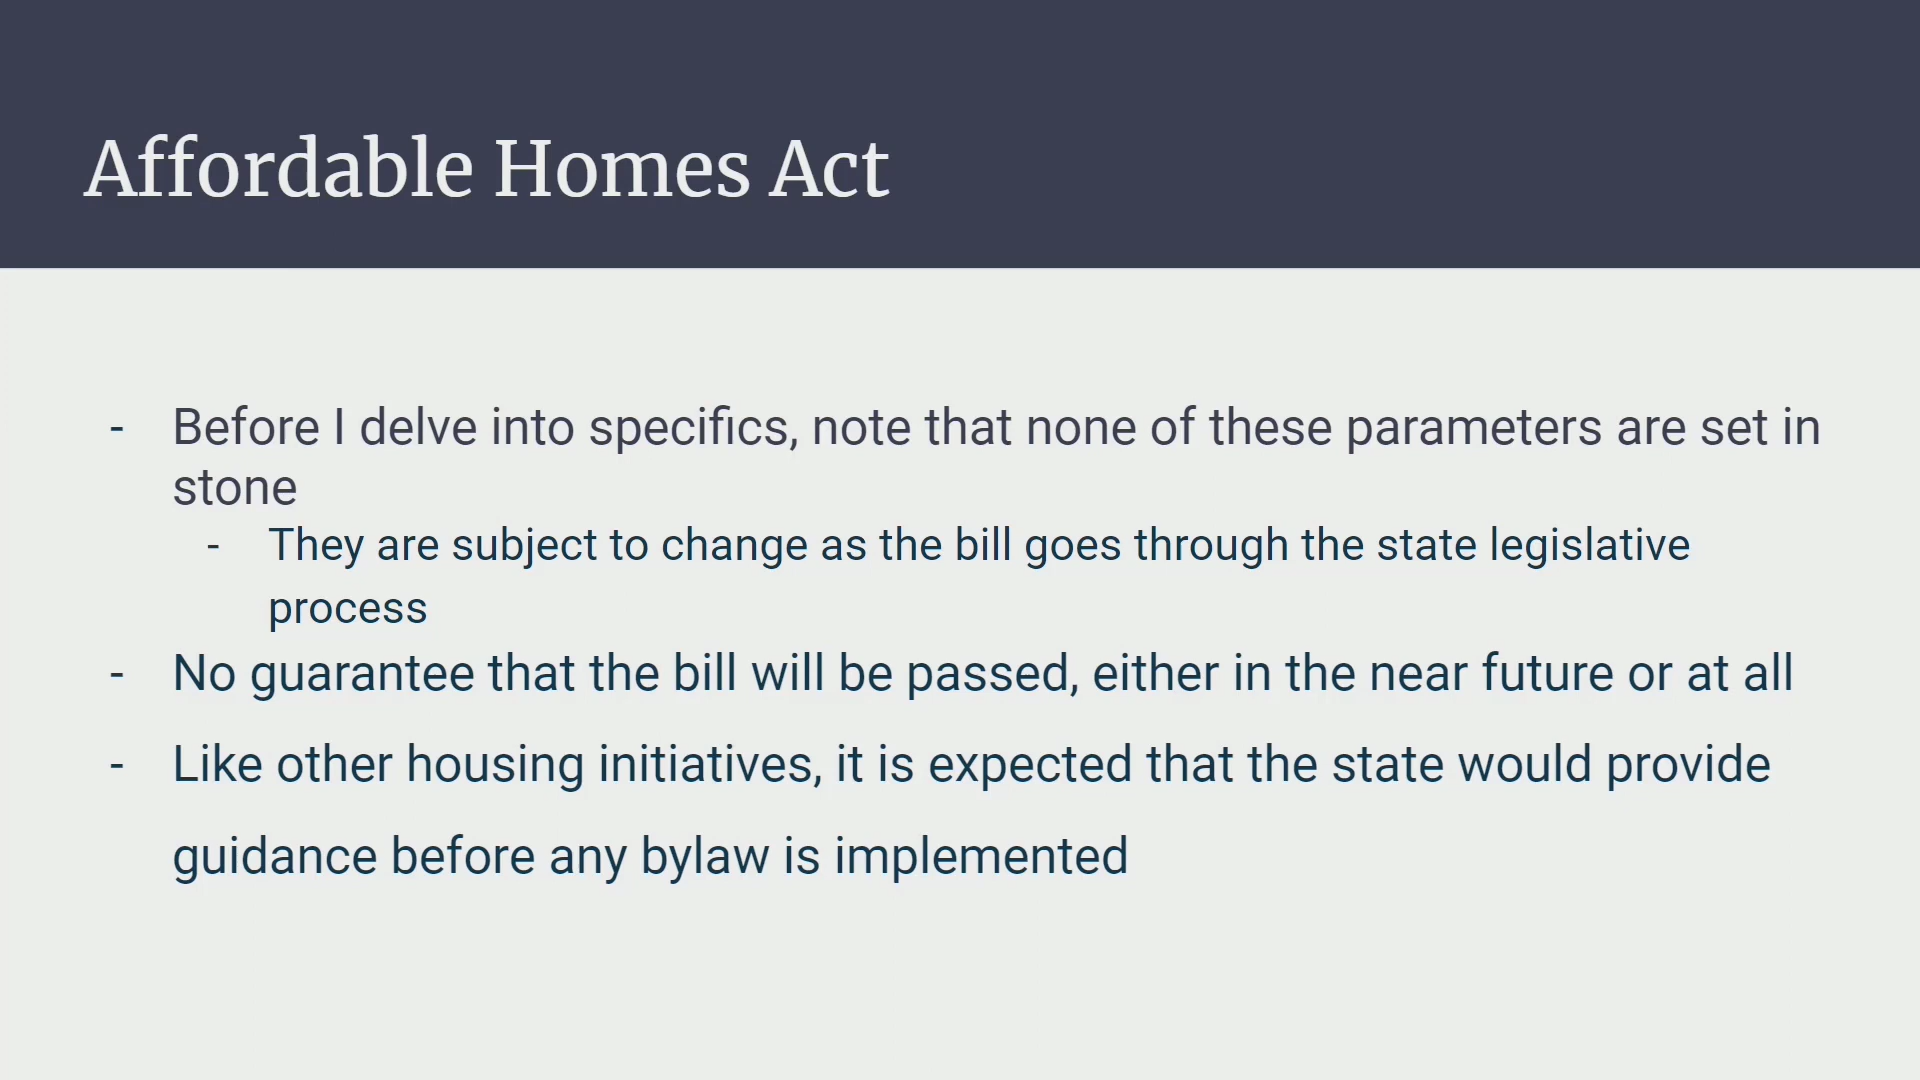 Affordable Homes Act
- Before I delve into specifics, note that none of these parameters are set in
stone
- They are subject to change as the bill goes through the state legislative
process
- No guarantee that the bill will be passed, either in the near future or at all
- Like other housing initiatives, it is expected that the state would provide
guidance before any bylaw is implemented